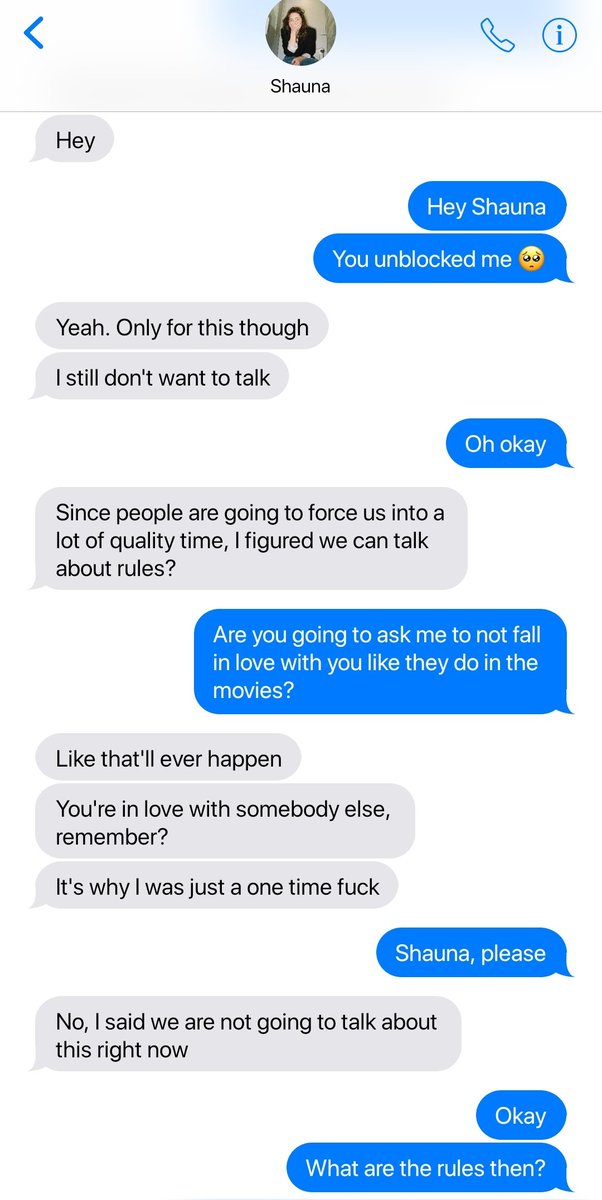 Shauna
Hey
Hey Shauna
You unblocked me 🥺
Yeah. Only for this though
I still don't want to talk
Oh okay
Since people are going to force us into a
lot of quality time, I figured we can talk
about rules?
Are you going to ask me to not fall
in love with you like they do in the
movies?
Like that'll ever happen
You're in love with somebody else,
remember?
It's why I was just a one time fuck
Shauna, please
No, I said we are not going to talk about
this right now
Okay
What are the rules then?